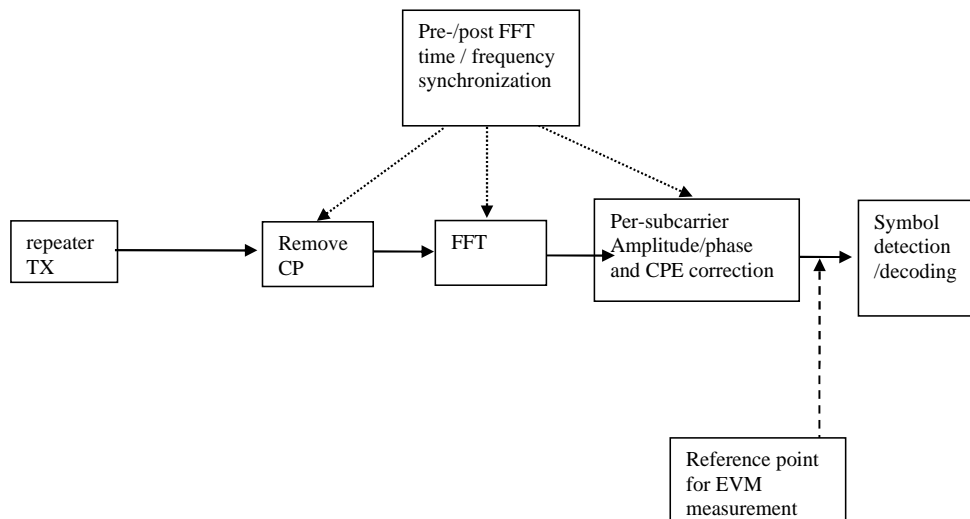 Pre-/post FFT
time / frequency
synchronization
repeater
TX
Remove
CP
FFT
Per-subcarrier
Amplitude/phase
and CPE correction
Symbol
detection
/decoding
Reference point
for EVM
measurement